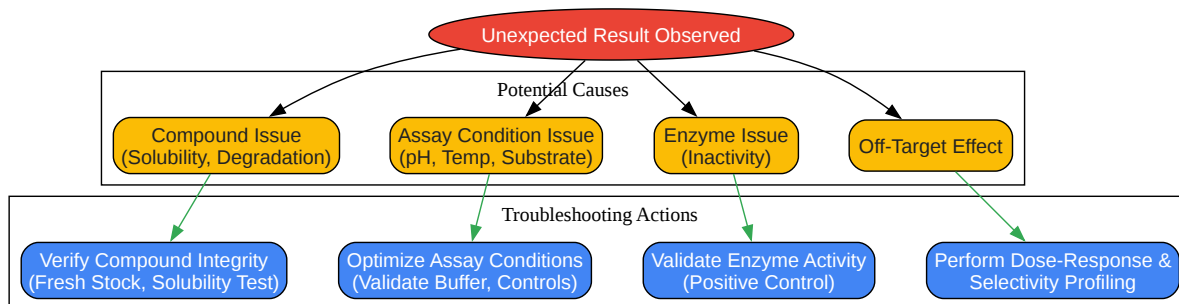 Unexpected Result Observed
Potential Causes
Compound Issue
(Solubility, Degradation)
Assay Condition Issue
(pH, Temp, Substrate)
Enzyme Issue
(Inactivity)
Off-Target Effect
Troubleshooting Actions
Verify Compound Integrity
(Fresh Stock, Solubility Test)
Optimize Assay Conditions
(Validate Buffer, Controls)
Validate Enzyme Activity
(Positive Control)
Perform Dose-Response &
Selectivity Profiling